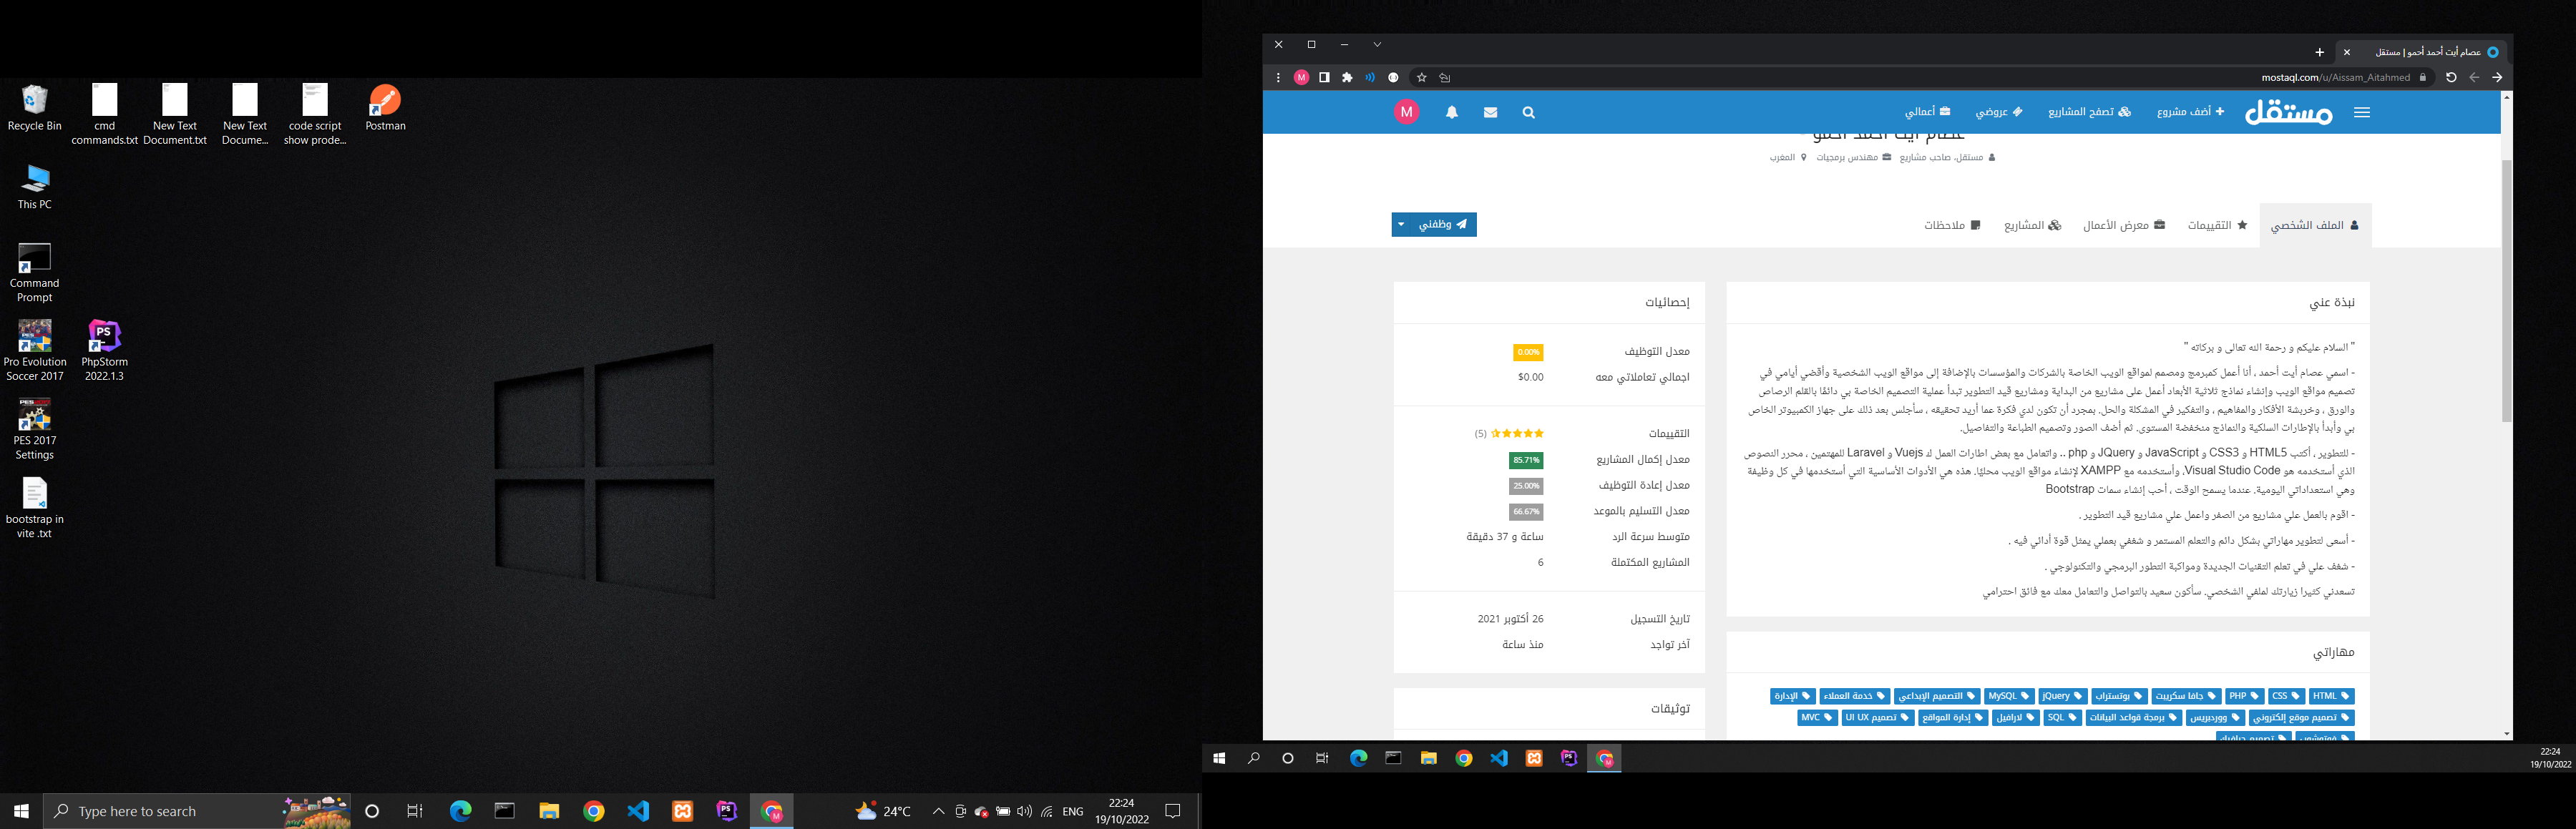 Recycle Bin
cmd commands.txt
New Text Document.txt
New Text Docume...
code script show prode...
Postman
This PC
Command Prompt
Pro Evolution Soccer 2017
PhpStorm 2022.1.3
PES 2017 Settings
bootstrap in vite .txt
Type here to search
24°C
ENG
22:24
19/10/2022
عصام أيت أحمد أحمو | مستقل
mostaql.com/u/Aissam_Aitahmed
M
مستقل
أضف مشروع
تصفح المشاريع
عروضي
أعمالي
M
عصام أيت أحمد أحمو
مستقل، صاحب مشاريع
مهندس برمجيات
المغرب
الملف الشخصي
التقييمات
معرض الأعمال
المشاريع
ملاحظات
وظفني
نبذة عني
" السلام عليكم و رحمة الله تعالى و بركاته "
- اسمي عصام أيت أحمد ، أنا أعمل كمبرمج ومصمم لمواقع الويب الخاصة بالشركات والمؤسسات بالإضافة إلى مواقع الويب الشخصية وأقضي أيامي في
تصميم مواقع الويب وإنشاء نماذج ثلاثية الأبعاد أعمل على مشاريع من البداية ومشاريع قيد التطوير تبدأ عملية التصميم الخاصة بي دائمًا بالقلم الرصاص
والورق ، وخربشة الأفكار والمفاهيم ، والتفكير في المشكلة والحل. بمجرد أن تكون لدي فكرة عما أريد تحقيقه ، سأجلس بعد ذلك على جهاز الكمبيوتر الخاص
بي وأبدأ بالإطارات السلكية والنماذج منخفضة المستوى. ثم أضف الصور وتصميم الطباعة والتفاصيل.
- للتطوير ، أكتب HTML5 و CSS3 و JavaScript و JQuery و php .. واتعامل مع بعض اطارات العمل ك Vuejs و Laravel للمهتمين ، محرر النصوص
الذي أستخدمه هو Visual Studio Code، وأستخدمه مع XAMPP لإنشاء مواقع الويب محليًا. هذه هي الأدوات الأساسية التي أستخدمها في كل وظيفة
وهي استعداداتي اليومية. عندما يسمح الوقت ، أحب إنشاء سمات Bootstrap
- اقوم بالعمل علي مشاريع من الصفر واعمل علي مشاريع قيد التطوير .
- أسعى لتطوير مهاراتي بشكل دائم والتعلم المستمر و شغفي بعملي يمثل قوة أدائي فيه .
- شغف علي في تعلم التقنيات الجديدة ومواكبة التطور البرمجي والتكنولوجي .
تسعدني كثيرا زيارتك لملفي الشخصي. سأكون سعيد بالتواصل والتعامل معك مع فائق احترامي
مهاراتي
HTML
CSS
PHP
جافا سكريبت
بوتستراب
jQuery
MySQL
التصميم الإبداعي
خدمة العملاء
الإدارة
تصميم موقع إلكتروني
ووردبريس
برمجة قواعد البيانات
SQL
لارافيل
إدارة المواقع
تصميم UI UX
MVC
فوتوشوب
تصميم جرافيك
إحصائيات
معدل التوظيف
0.00%
اجمالي تعاملاتي معه
$0.00
التقييمات
(5)
معدل إكمال المشاريع
85.71%
معدل إعادة التوظيف
25.00%
معدل التسليم بالموعد
66.67%
متوسط سرعة الرد
ساعة و 37 دقيقة
المشاريع المكتملة
6
تاريخ التسجيل
26 أكتوبر 2021
آخر تواجد
منذ ساعة
توثيقات
22:24
19/10/2022